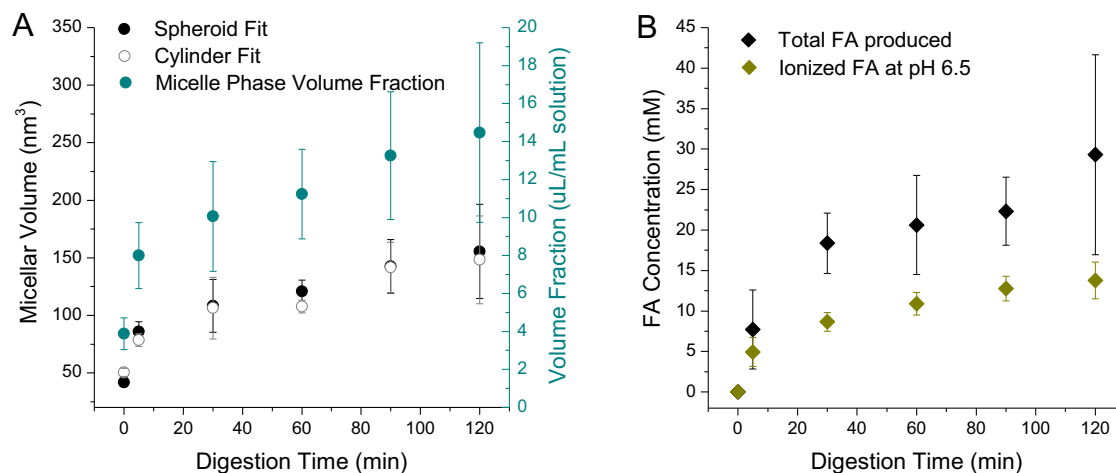 A
Spheroid Fit
Cylinder Fit
Micelle Phase Volume Fraction
Micellar Volume (nm³)
350
300
250
200
150
100
50
20
18
16
14
12
10
8
6
4
2
0
Volume Fraction (uL/mL solution)
0 20 40 60 80 100 120
Digestion Time (min)
B
Total FA produced
Ionized FA at pH 6.5
FA Concentration (mM)
45
40
35
30
25
20
15
10
5
0
0 20 40 60 80 100 120
Digestion Time (min)